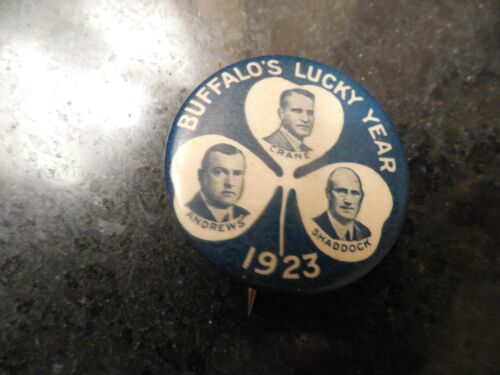 BUFFALO'S LUCKY YEAR
CRANE
ANDREWS
SHADDOCK
1923